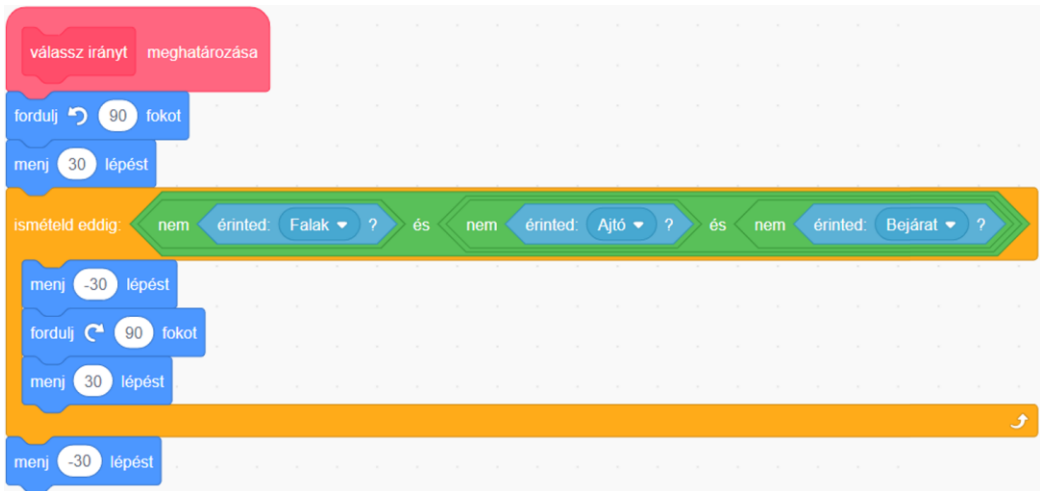 válassz irányt meghatározása
fordulj 90 fokot
menj 30 lépést
ismételd eddig: nem érinted: Falak ? és nem érinted: Ajtó ? és nem érinted: Bejárat ?
menj -30 lépést
fordulj 90 fokot
menj 30 lépést
menj -30 lépést